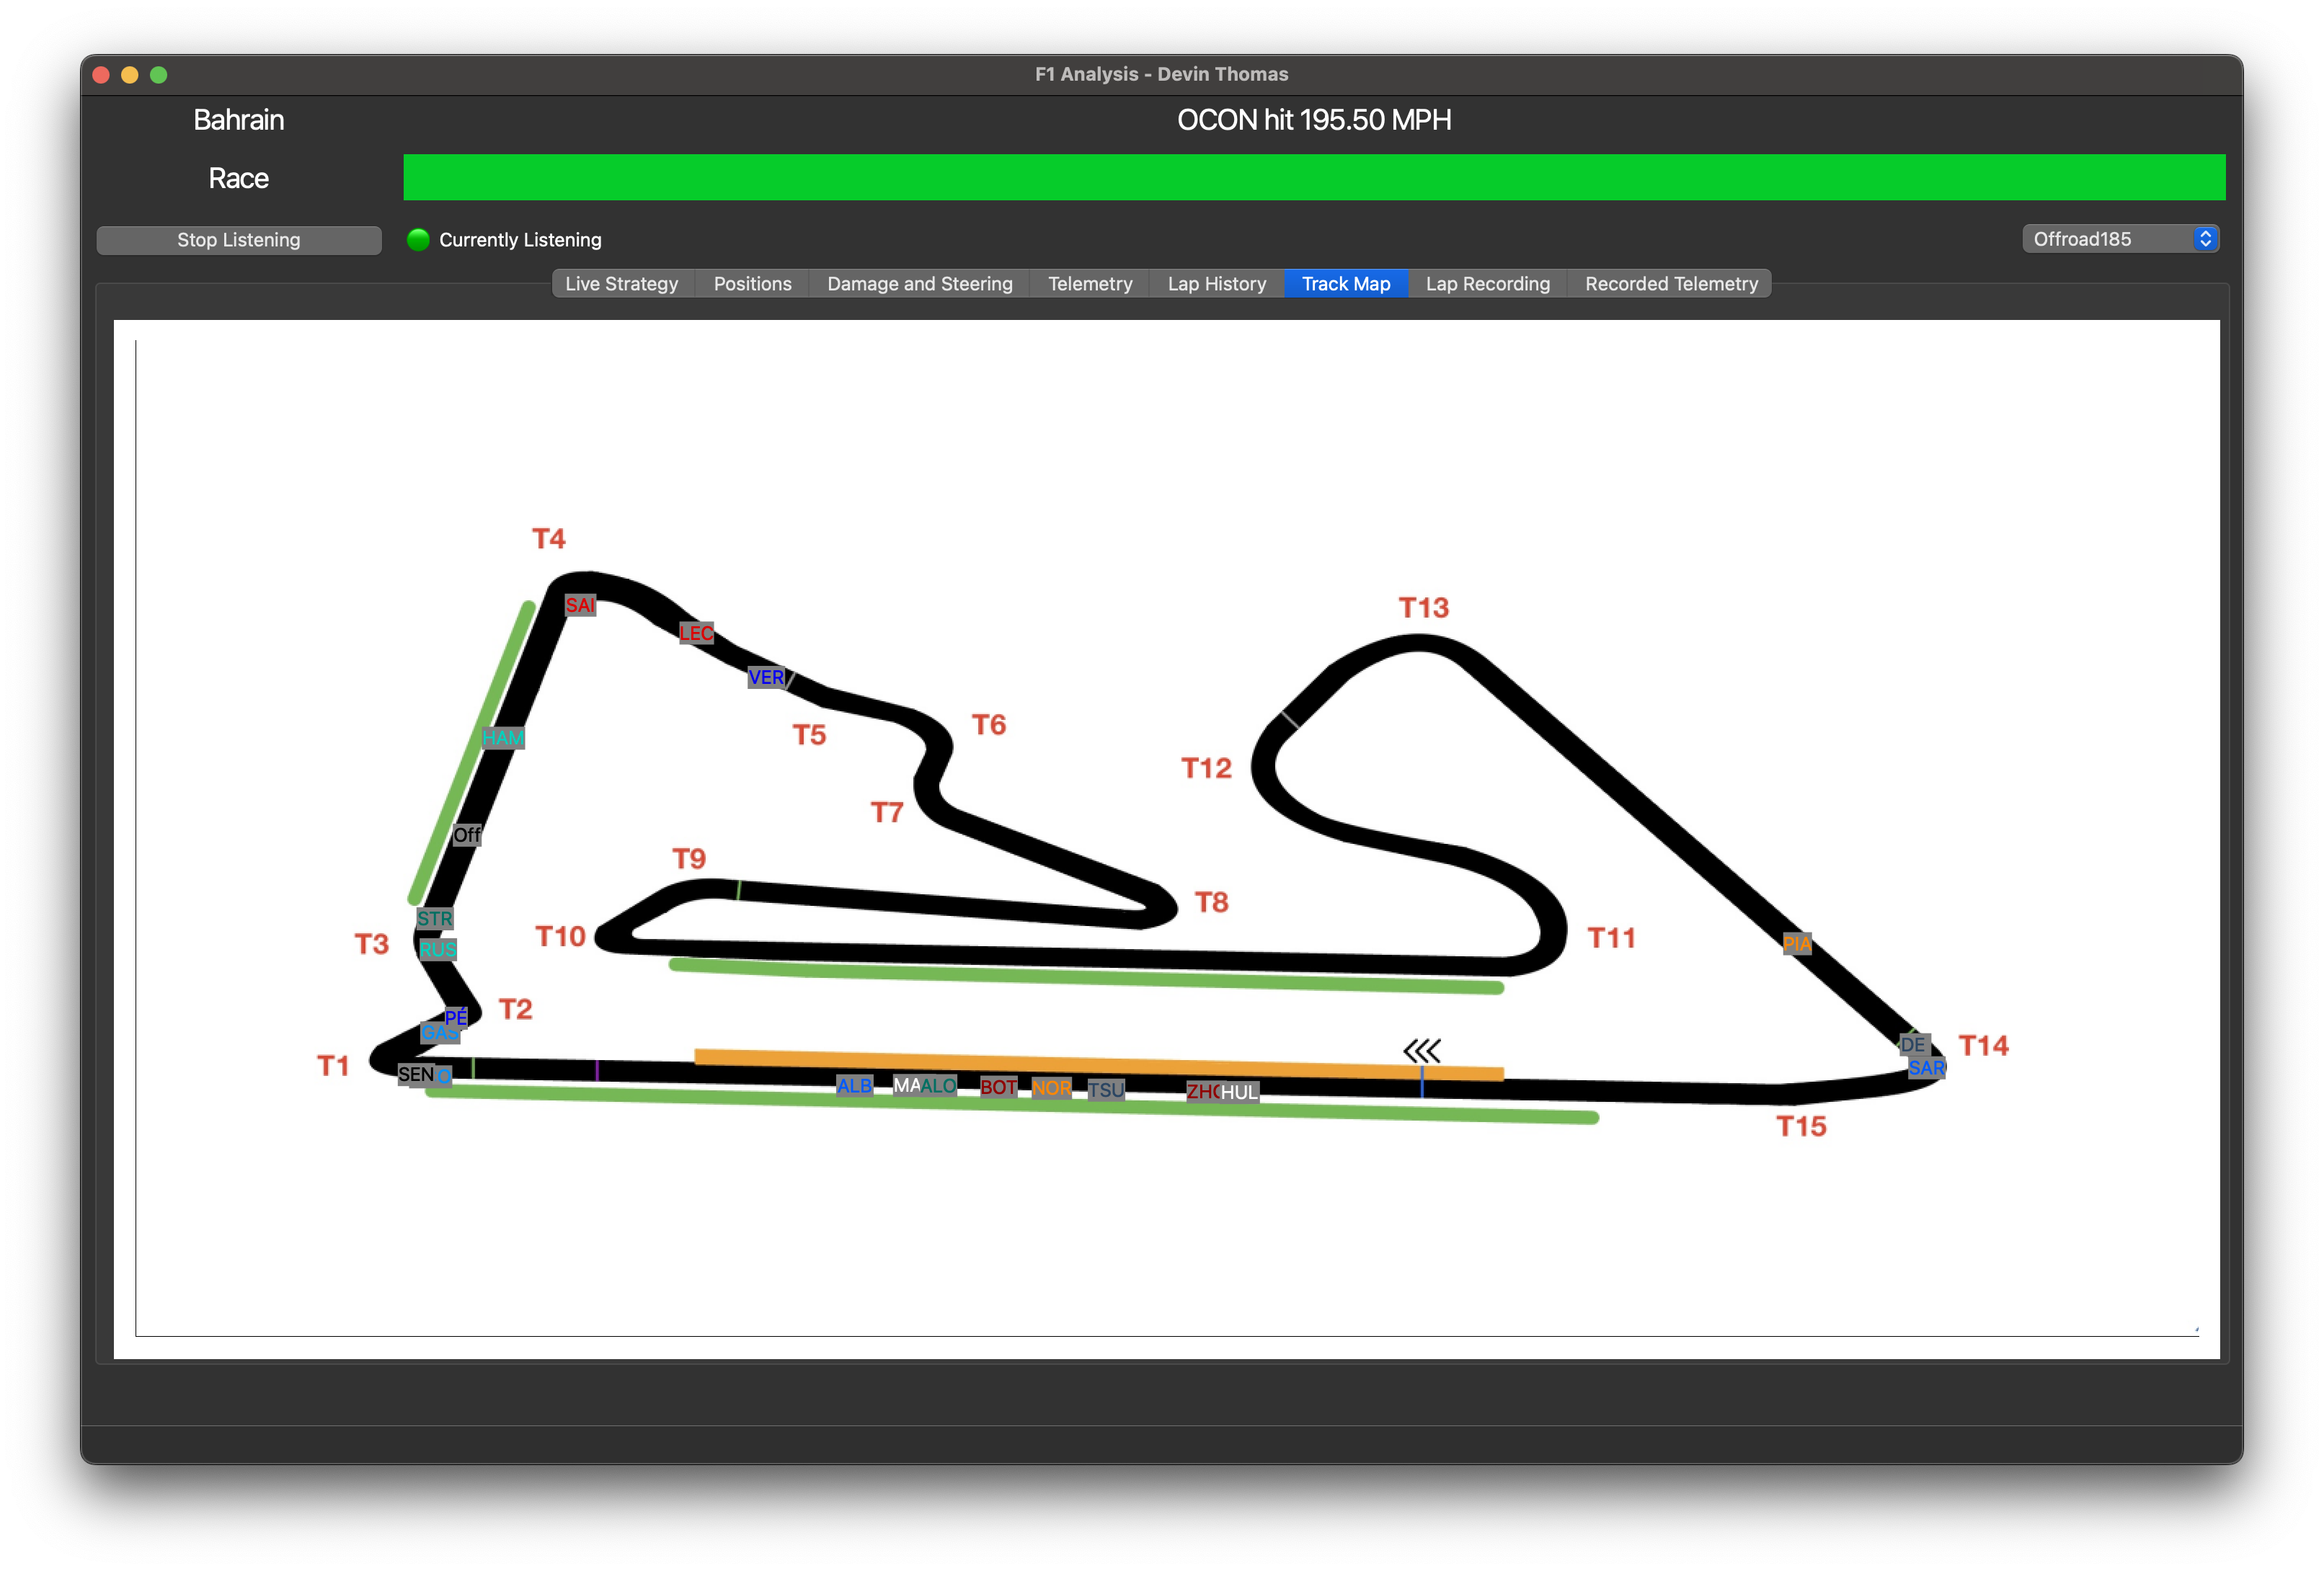 F1 Analysis - Devin Thomas
Bahrain
OCON hit 195.50 MPH
Race
Stop Listening
Currently Listening
Offroad185
Live Strategy
Positions
Damage and Steering
Telemetry
Lap History
Track Map
Lap Recording
Recorded Telemetry
T4
SAI
LEC
T13
VER
T5
T6
HAM
T12
T7
Off
T9
T8
STR
T3
RUS
T10
T11
PIA
T2
PÉ
GAS
T1
SEN
O
DE
T14
SAR
ALB
MA
ALO
BOT
NOR
TSU
ZH
HUL
T15